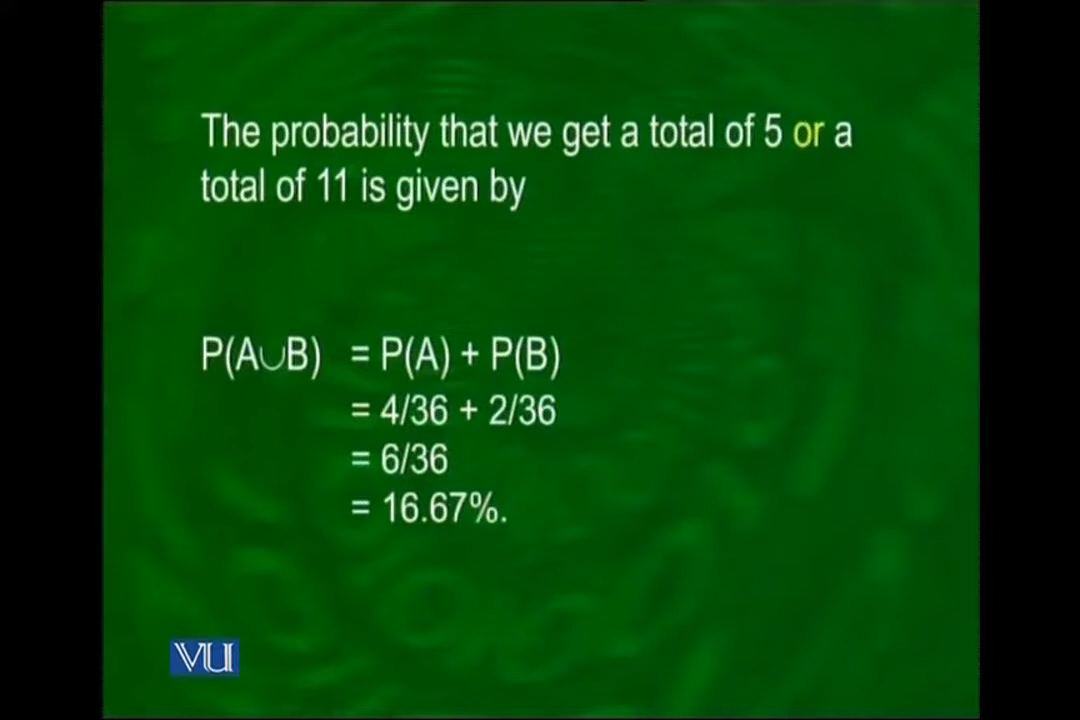 The probability that we get a total of 5 or a
total of 11 is given by
P(A∪B) = P(A) + P(B)
= 4/36 + 2/36
= 6/36
= 16.67%.
VU